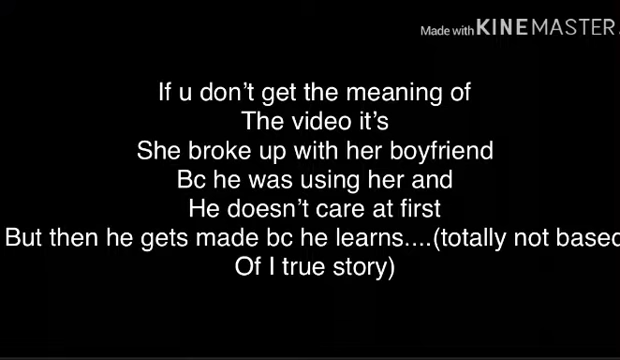 Made with KINEMASTER
If u don't get the meaning of
The video it's
She broke up with her boyfriend
Bc he was using her and
He doesn't care at first
But then he gets made bc he learns....(totally not based
Of I true story)